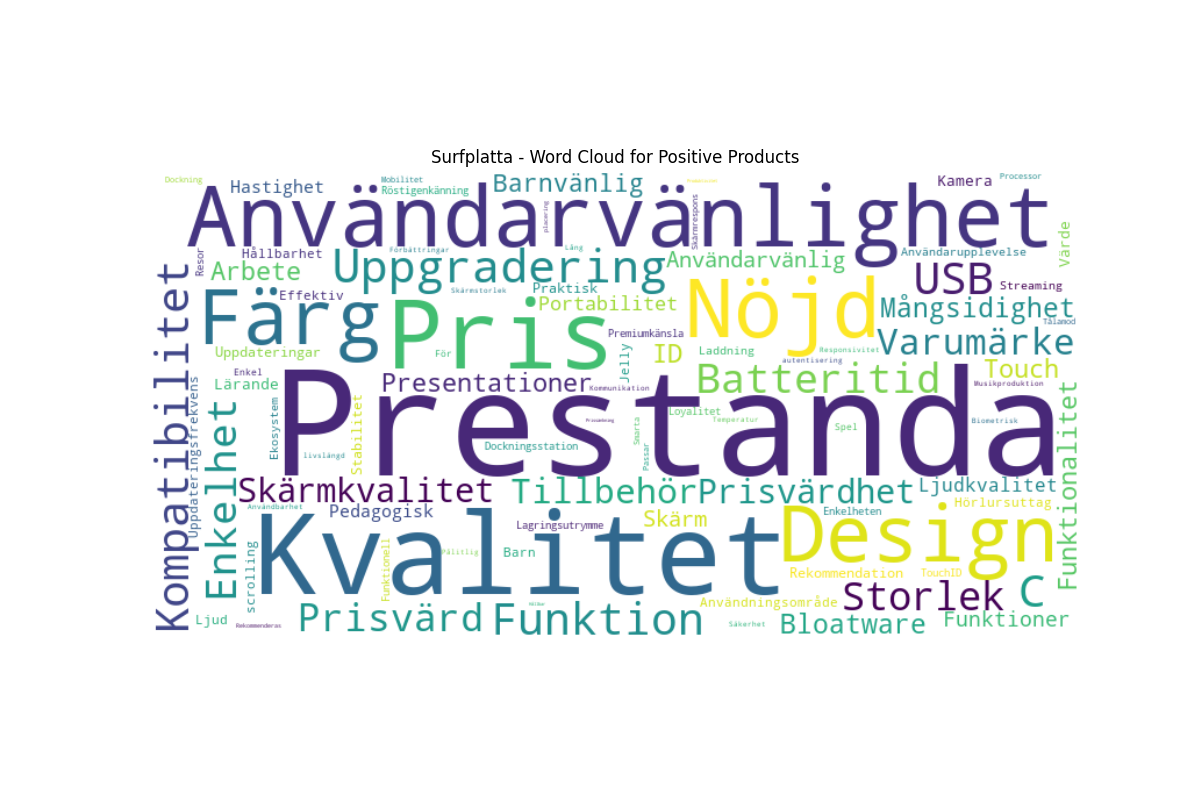 Surfplatta - Word Cloud for Positive Products
Dockning
Mobilitet
Processor
Hastighet
Röstigenkänning
Barnvänlig
Kamera
Användarvänlighet
placering
Skärmrespons
Värde
Resor
Hållbarhet
Förbättringar
Lång
Användarupplevelse
Arbete
Uppgradering
Användarvänlig
USB
Streaming
Effektiv
Skärmstorlek
Praktisk
Portabilitet
Nöjd
Mångsidighet
Färg
Pris
Premiumkänsla
Tålamod
Varumärke
Uppdateringar
För
Jelly
ID
Laddning
Responsivitet
autentisering
Touch
Enkel
Lärande
Presentationer
Kommunikation
Batteritid
Musikproduktion
Kompatibilitet
Uppdateringsfrekvens
Enkelhet
Ekosystem
Stabilitet
Prestanda
Loyalitet
Temperatur
Spel
Biometrisk
Smarta
Passar
Dockningsstation
livslängd
Funktionalitet
Skärmkvalitet
Tillbehör
Prisvärdhet
Ljudkvalitet
Användbarhet
Pedagogisk
Lagringsutrymme
Skärm
Enkelheten
Hörlursuttag
Kvalitet
Design
scrolling
Funktionell
Pålitlig
Barn
Rekommendation
TouchID
Användningsområde
Storlek
C
Ljud
Rekommenderas
Prisvärd
Funktion
Säkerhet
Bloatware
Funktioner